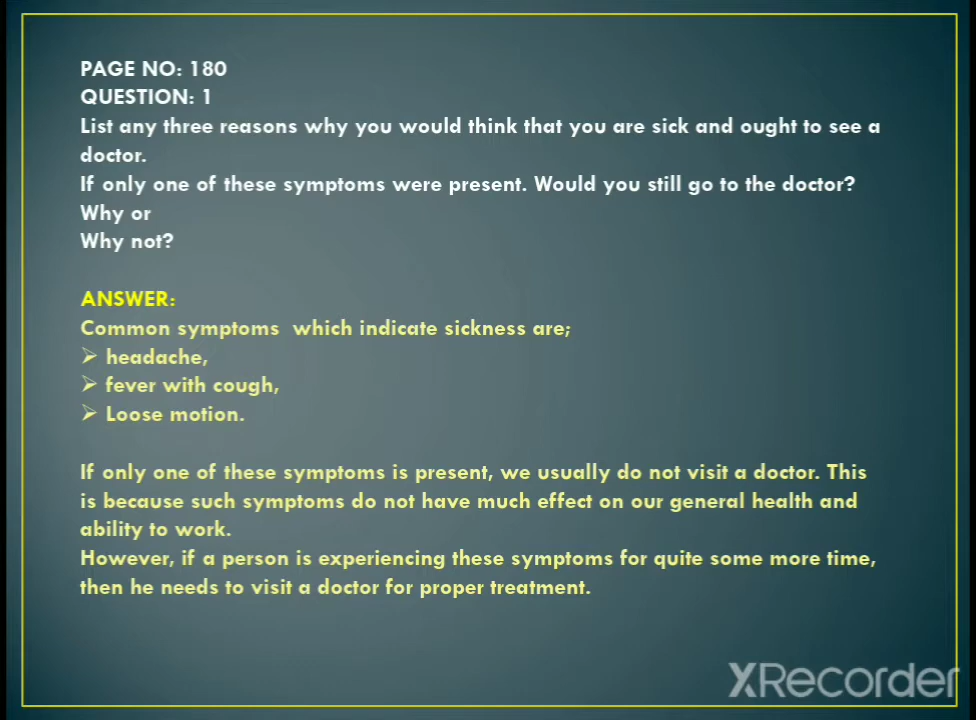 PAGE NO: 180
QUESTION: 1
List any three reasons why you would think that you are sick and ought to see a
doctor.
If only one of these symptoms were present. Would you still go to the doctor?
Why or
Why not?
ANSWER:
Common symptoms which indicate sickness are;
➢ headache,
➢ fever with cough,
➢ Loose motion.
If only one of these symptoms is present, we usually do not visit a doctor. This
is because such symptoms do not have much effect on our general health and
ability to work.
However, if a person is experiencing these symptoms for quite some more time,
then he needs to visit a doctor for proper treatment.
XRecorder